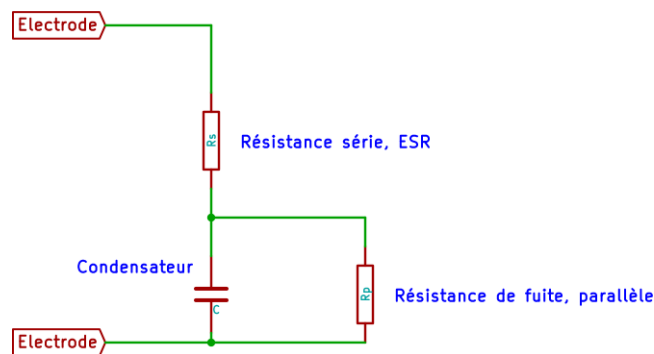 Electrode
Rs
Résistance série, ESR
Condensateur
C
Rp
Résistance de fuite, parallèle
Electrode